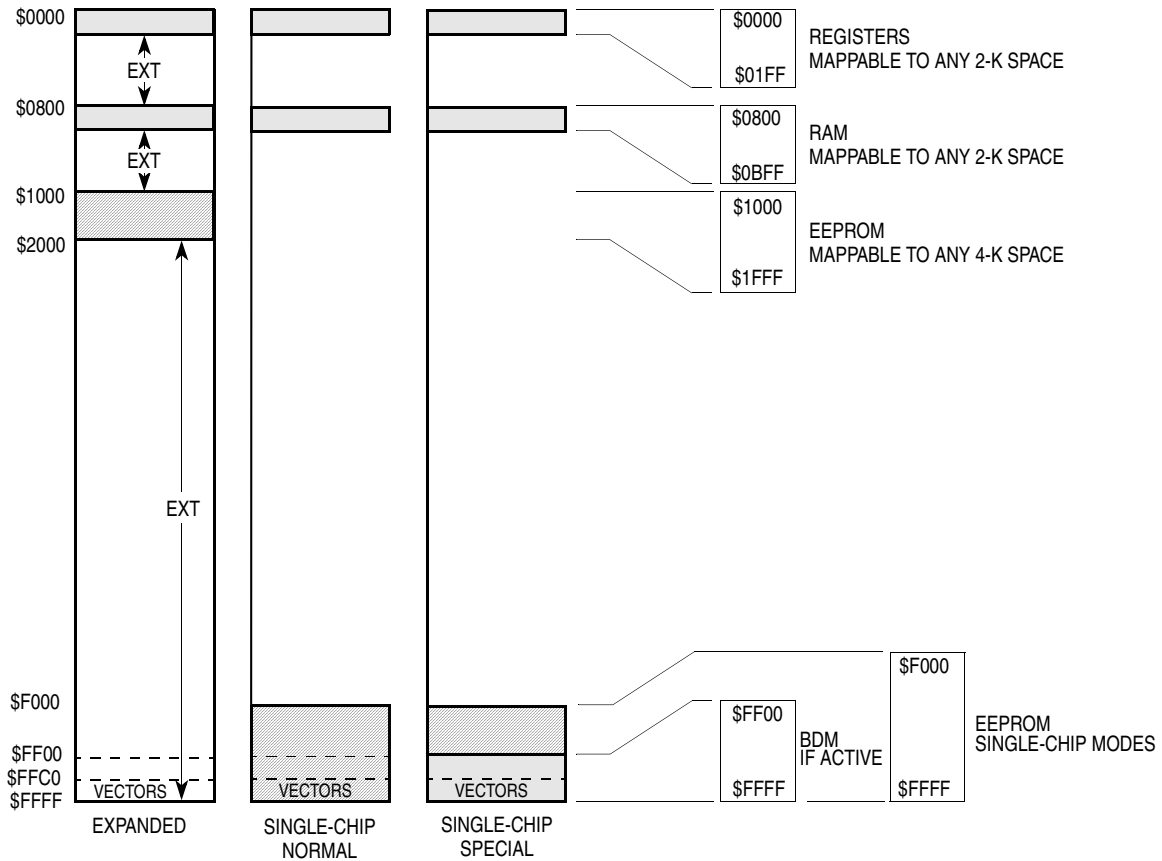 $0000
EXT
$0800
EXT
$1000
$2000
EXT
$F000
$FF00
$FFC0
$FFFF
VECTORS
EXPANDED
VECTORS
SINGLE-CHIP
NORMAL
VECTORS
SINGLE-CHIP
SPECIAL
$0000
$01FF
REGISTERS
MAPPABLE TO ANY 2-K SPACE
$0800
$0BFF
RAM
MAPPABLE TO ANY 2-K SPACE
$1000
$1FFF
EEPROM
MAPPABLE TO ANY 4-K SPACE
$FF00
$FFFF
BDM
IF ACTIVE
$F000
$FFFF
EEPROM
SINGLE-CHIP MODES